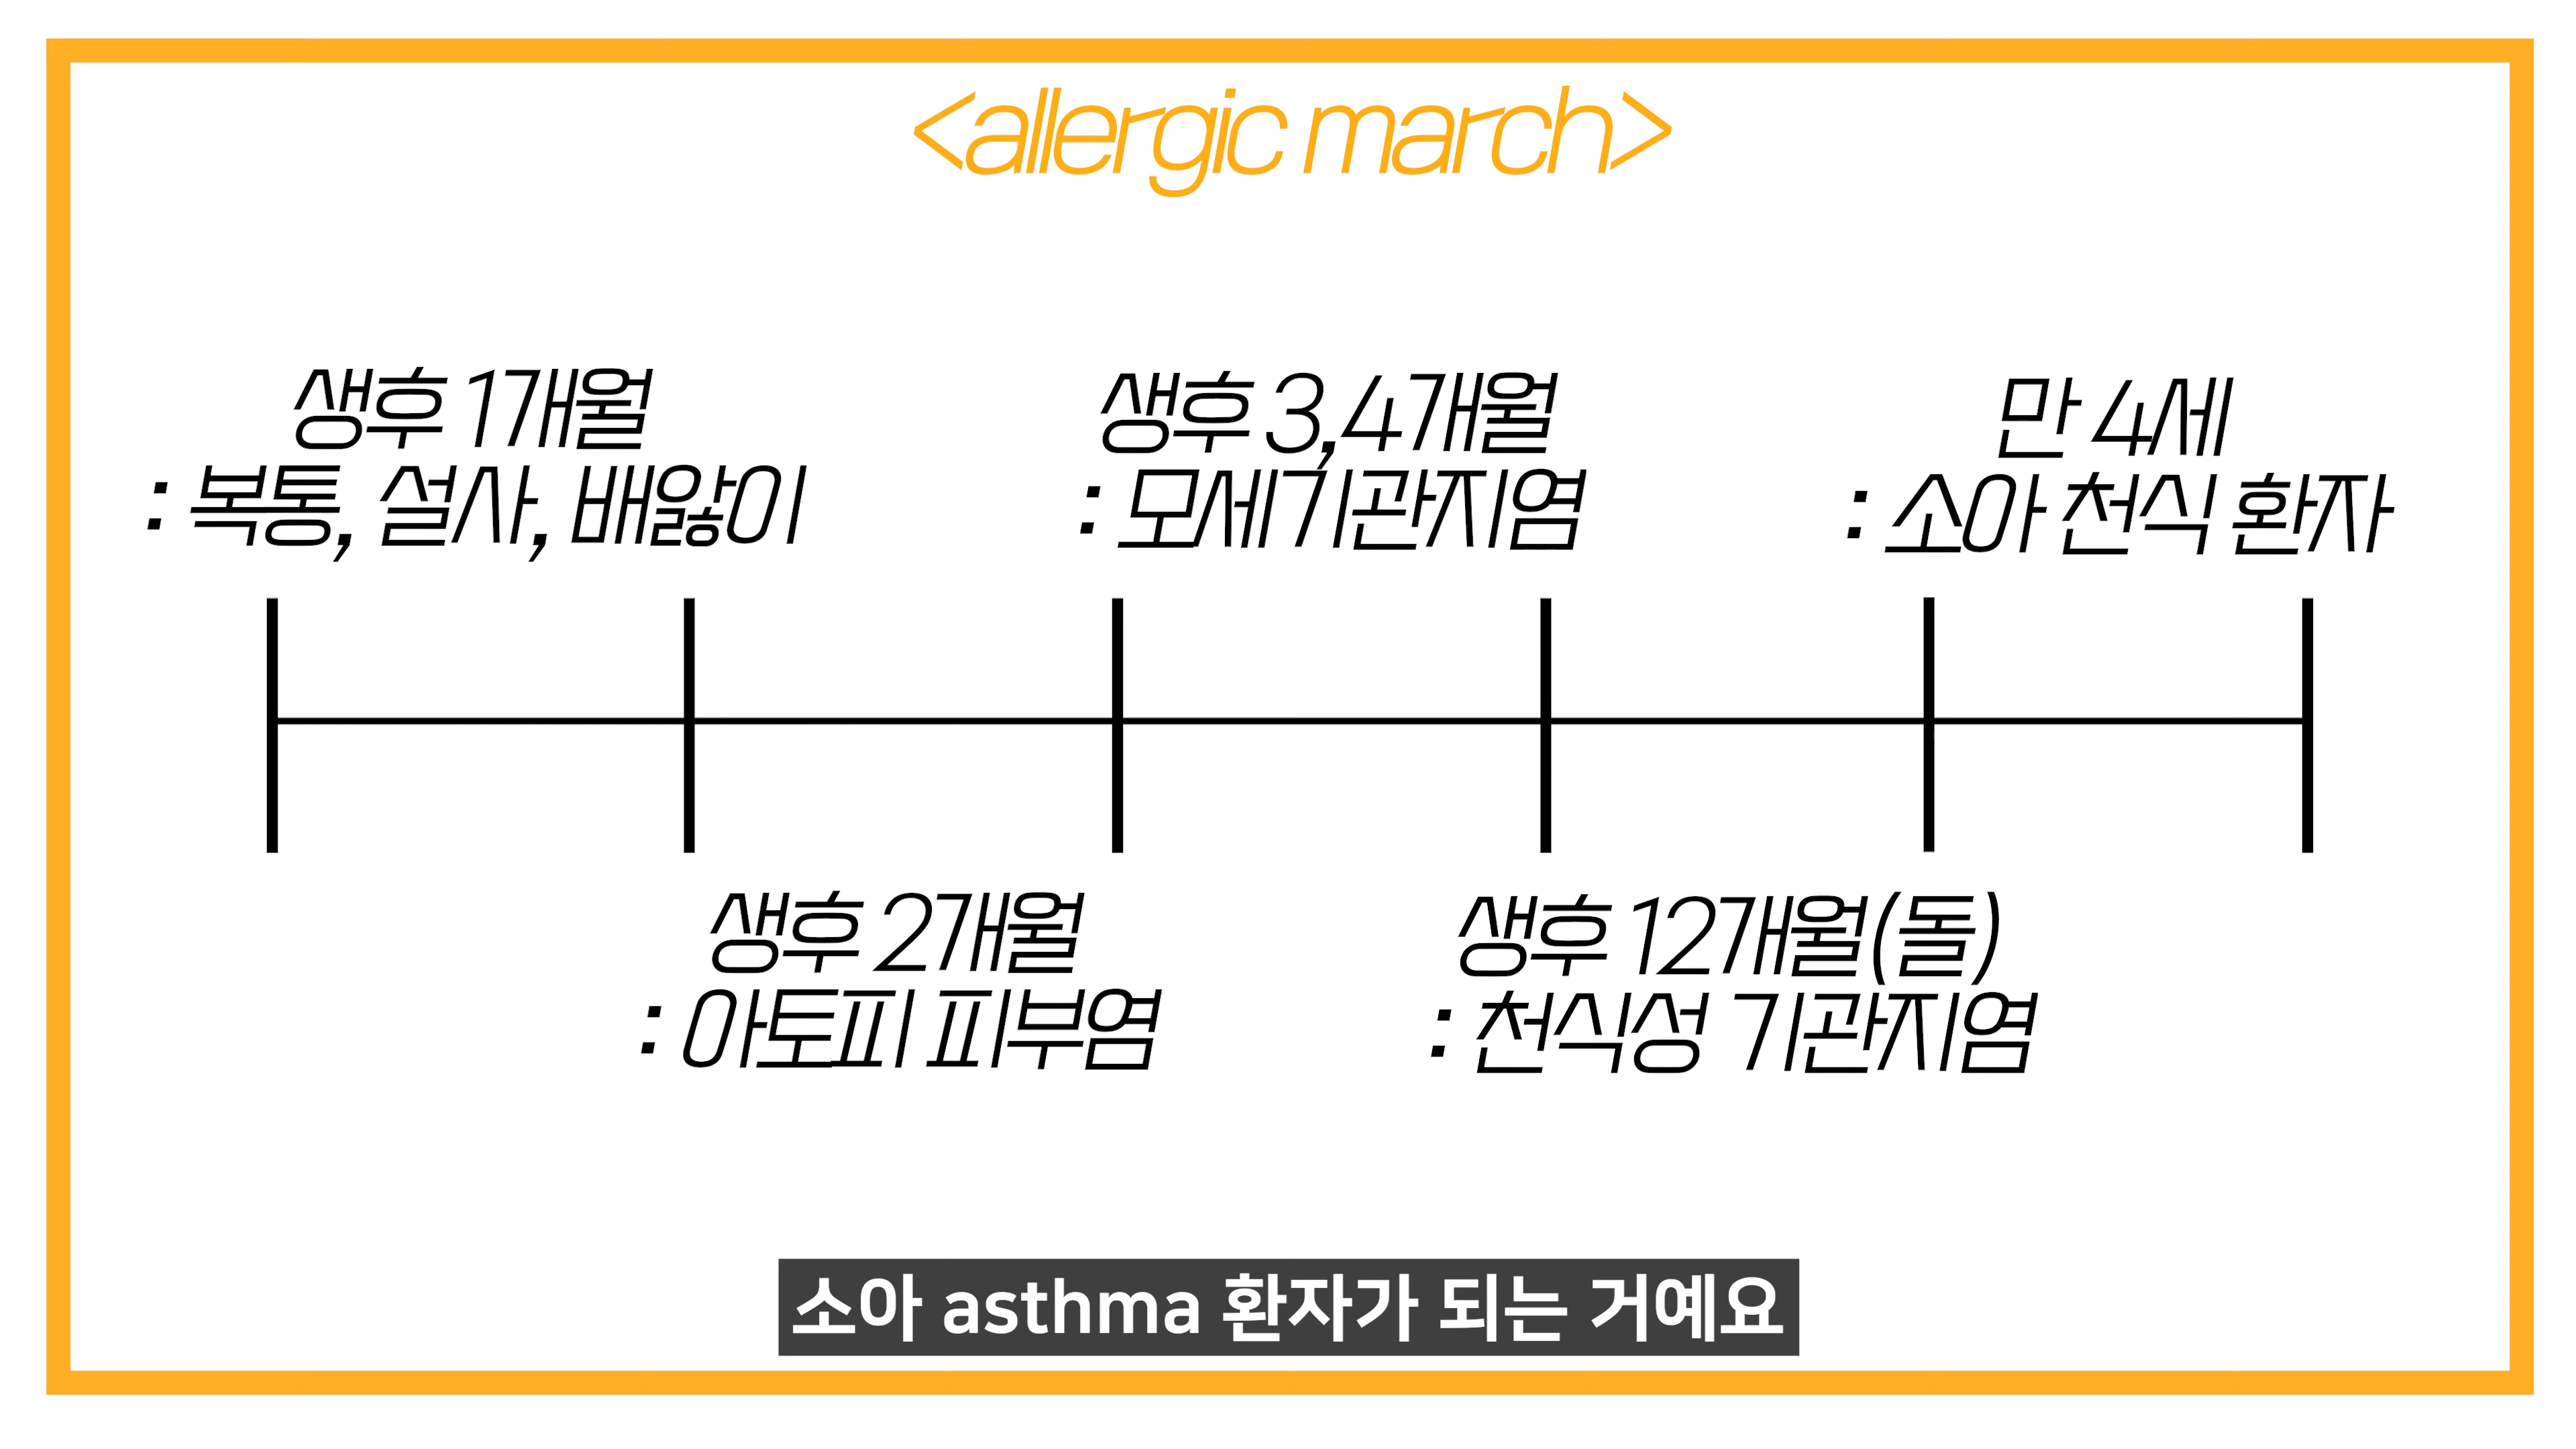 <allergic march>
생후 1개월
: 복통, 설사, 배앓이
생후 3,4개월
: 모세기관지염
만 4세
: 소아 천식 환자
생후 2개월
: 아토피 피부염
생후 12개월(돌)
: 천식성 기관지염
소아 asthma 환자가 되는 거예요